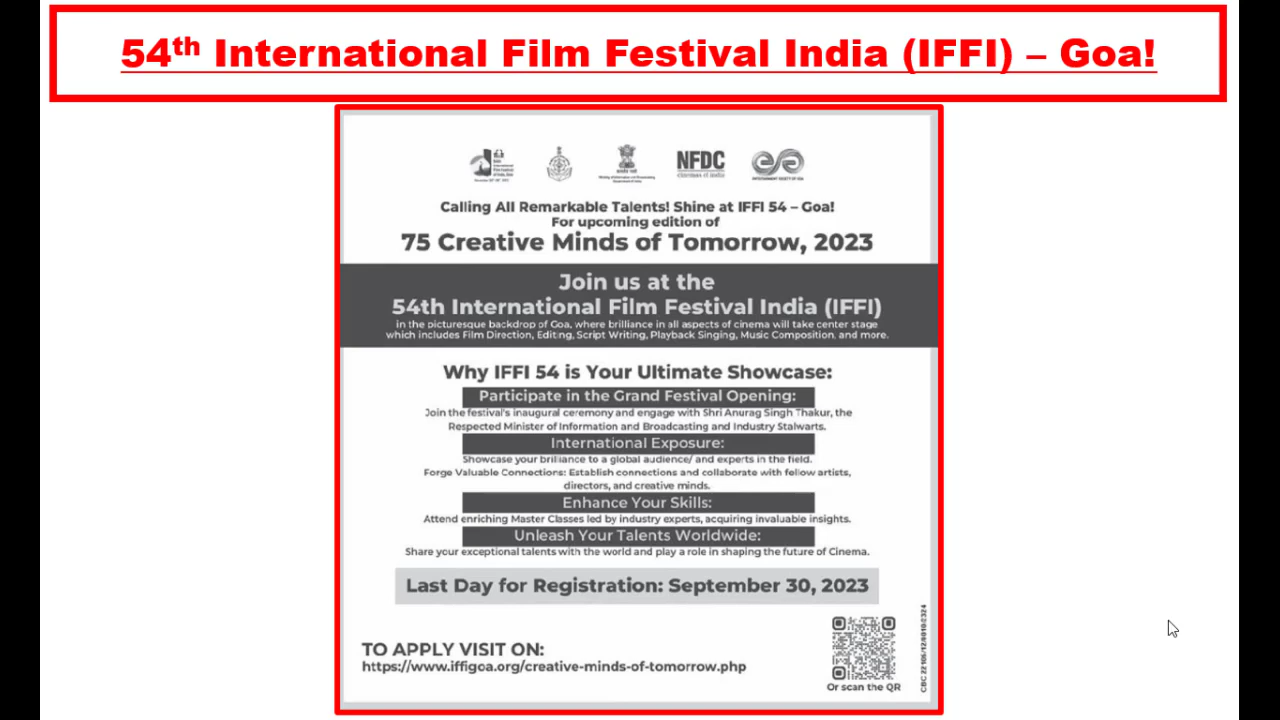 54th International Film Festival India (IFFI) – Goa!
NFDC
cinemas of india
Calling All Remarkable Talents! Shine at IFFI 54 – Goa!
For upcoming edition of
75 Creative Minds of Tomorrow, 2023
Join us at the
54th International Film Festival India (IFFI)
in the picturesque backdrop of Goa, where brilliance in all aspects of cinema will take center stage
which includes Film Direction, Editing, Script Writing, Playback Singing, Music Composition, and more.
Why IFFI 54 is Your Ultimate Showcase:
Participate in the Grand Festival Opening:
Join the festival's inaugural ceremony and engage with Shri Anurag Singh Thakur, the
Respected Minister of Information and Broadcasting and Industry Stalwarts.
International Exposure:
Showcase your brilliance to a global audience/ and experts in the field.
Forge Valuable Connections: Establish connections and collaborate with fellow artists,
directors, and creative minds.
Enhance Your Skills:
Attend enriching Master Classes led by industry experts, acquiring invaluable insights.
Unleash Your Talents Worldwide:
Share your exceptional talents with the world and play a role in shaping the future of Cinema.
Last Day for Registration: September 30, 2023
TO APPLY VISIT ON:
https://www.iffigoa.org/creative-minds-of-tomorrow.php
Or scan the QR